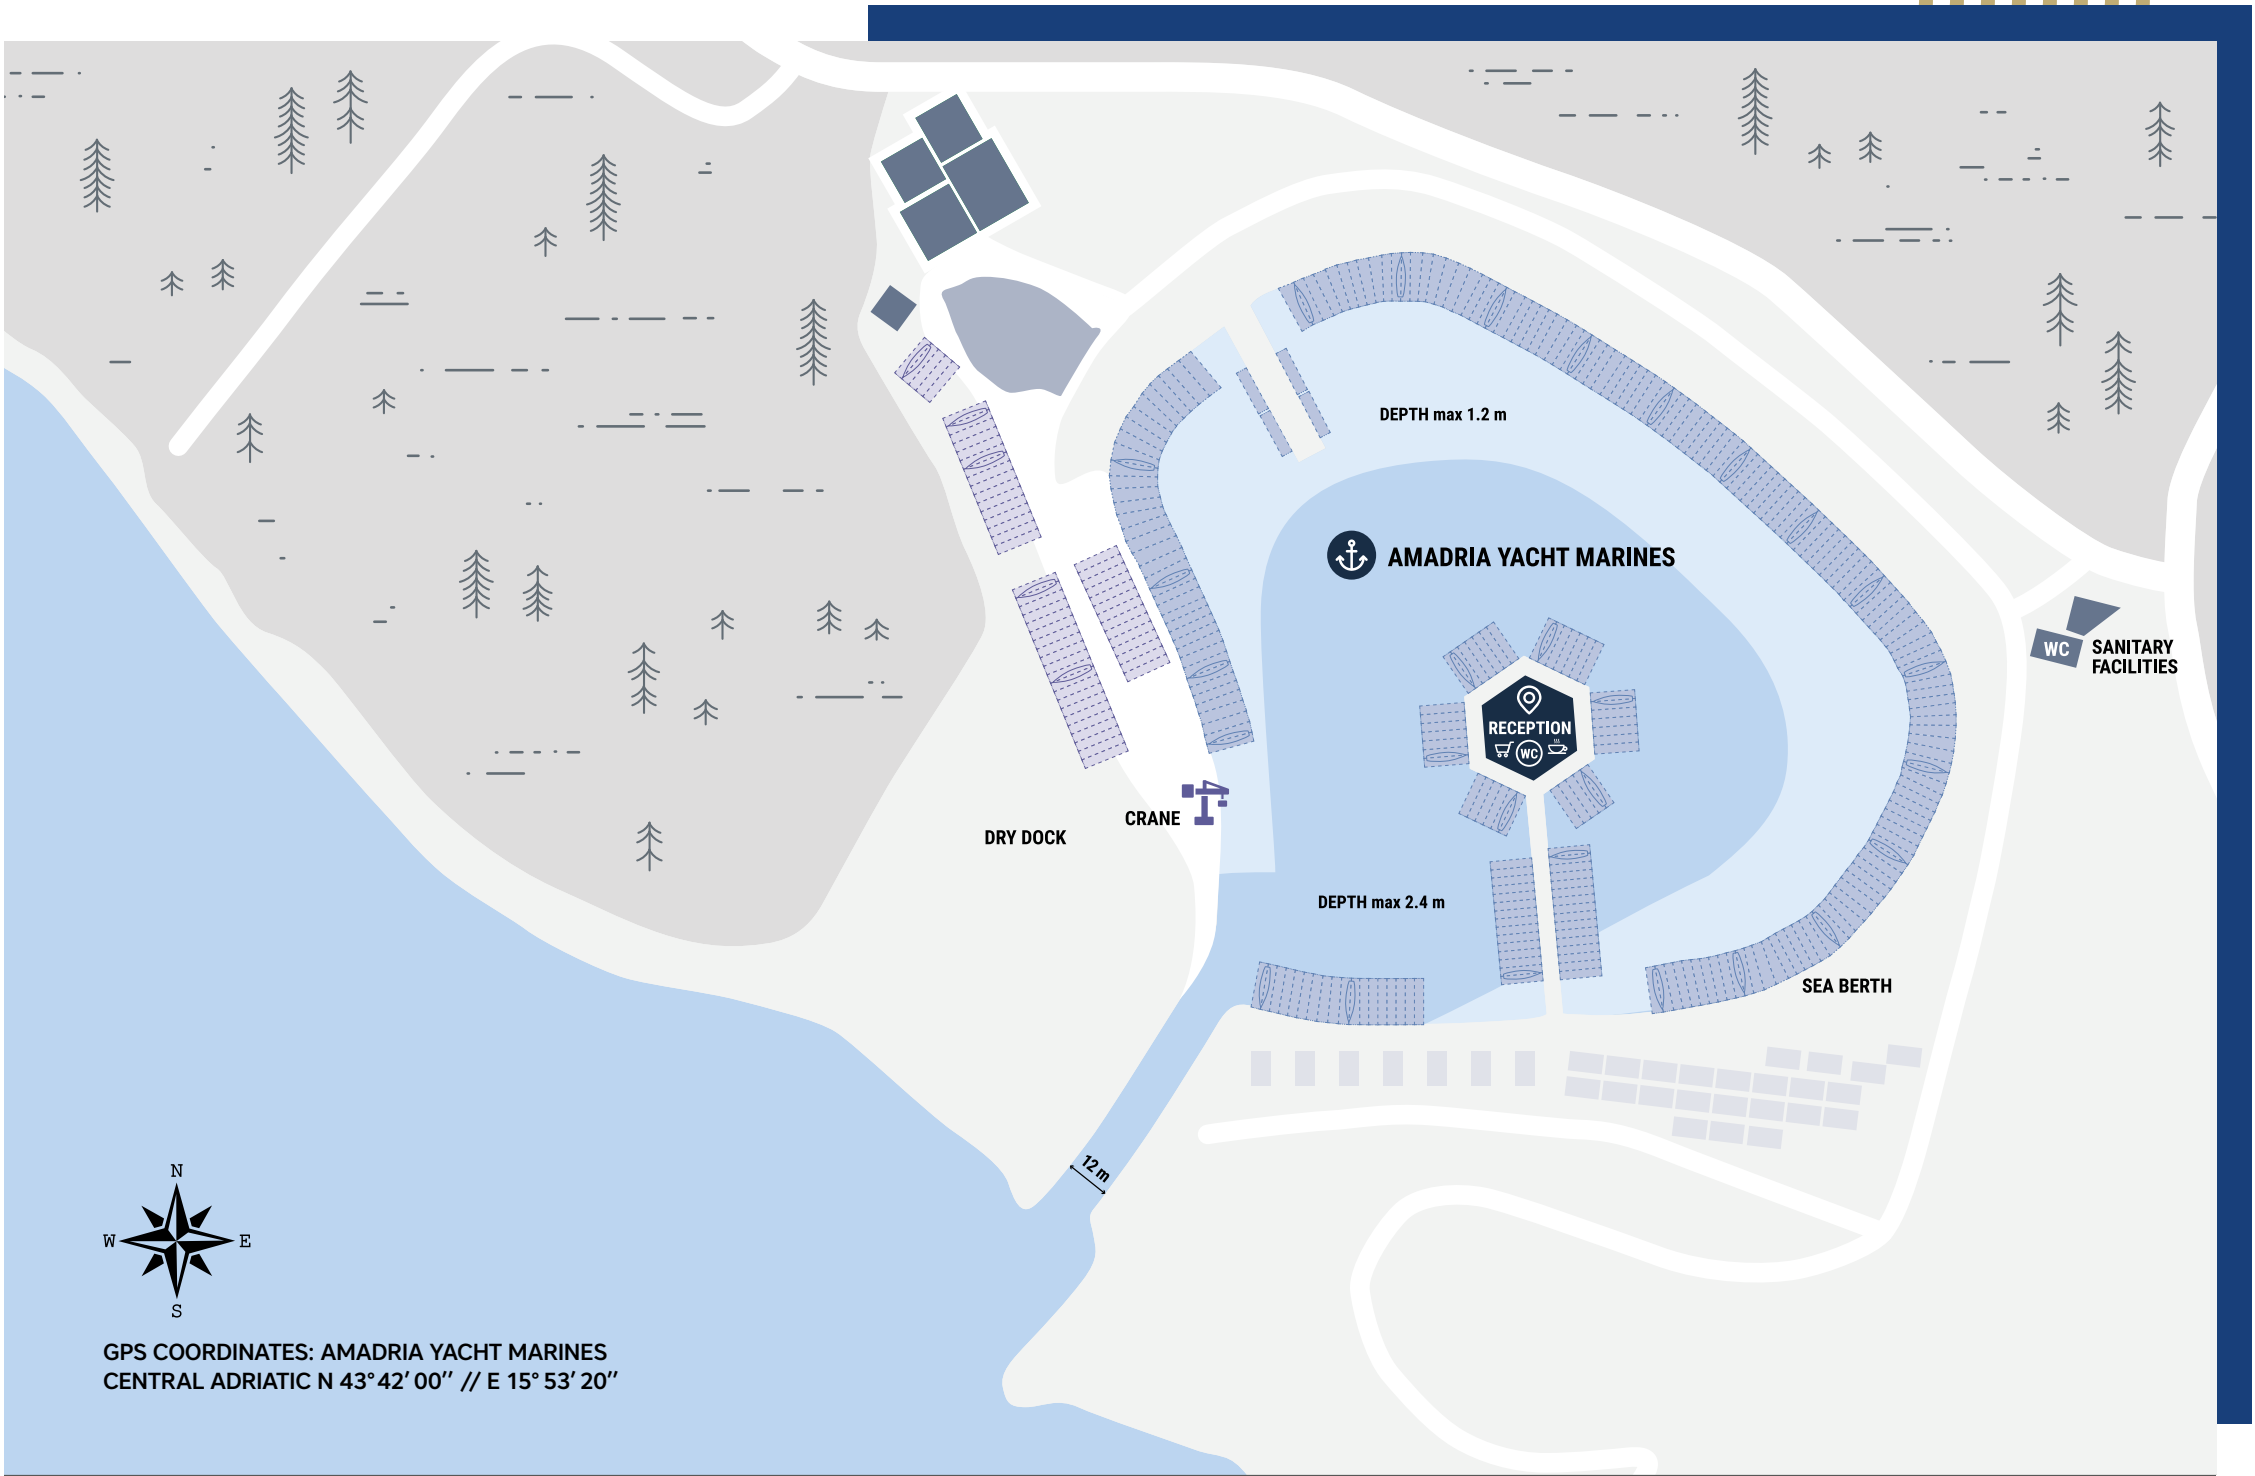 DEPTH max 1.2 m
AMADRIA YACHT MARINES
WC
SANITARY
FACILITIES
RECEPTION
WC
CRANE
DRY DOCK
DEPTH max 2.4 m
SEA BERTH
12 m
N
W
E
S
GPS COORDINATES: AMADRIA YACHT MARINES
CENTRAL ADRIATIC N 43° 42′ 00′′ // E 15° 53′ 20′′